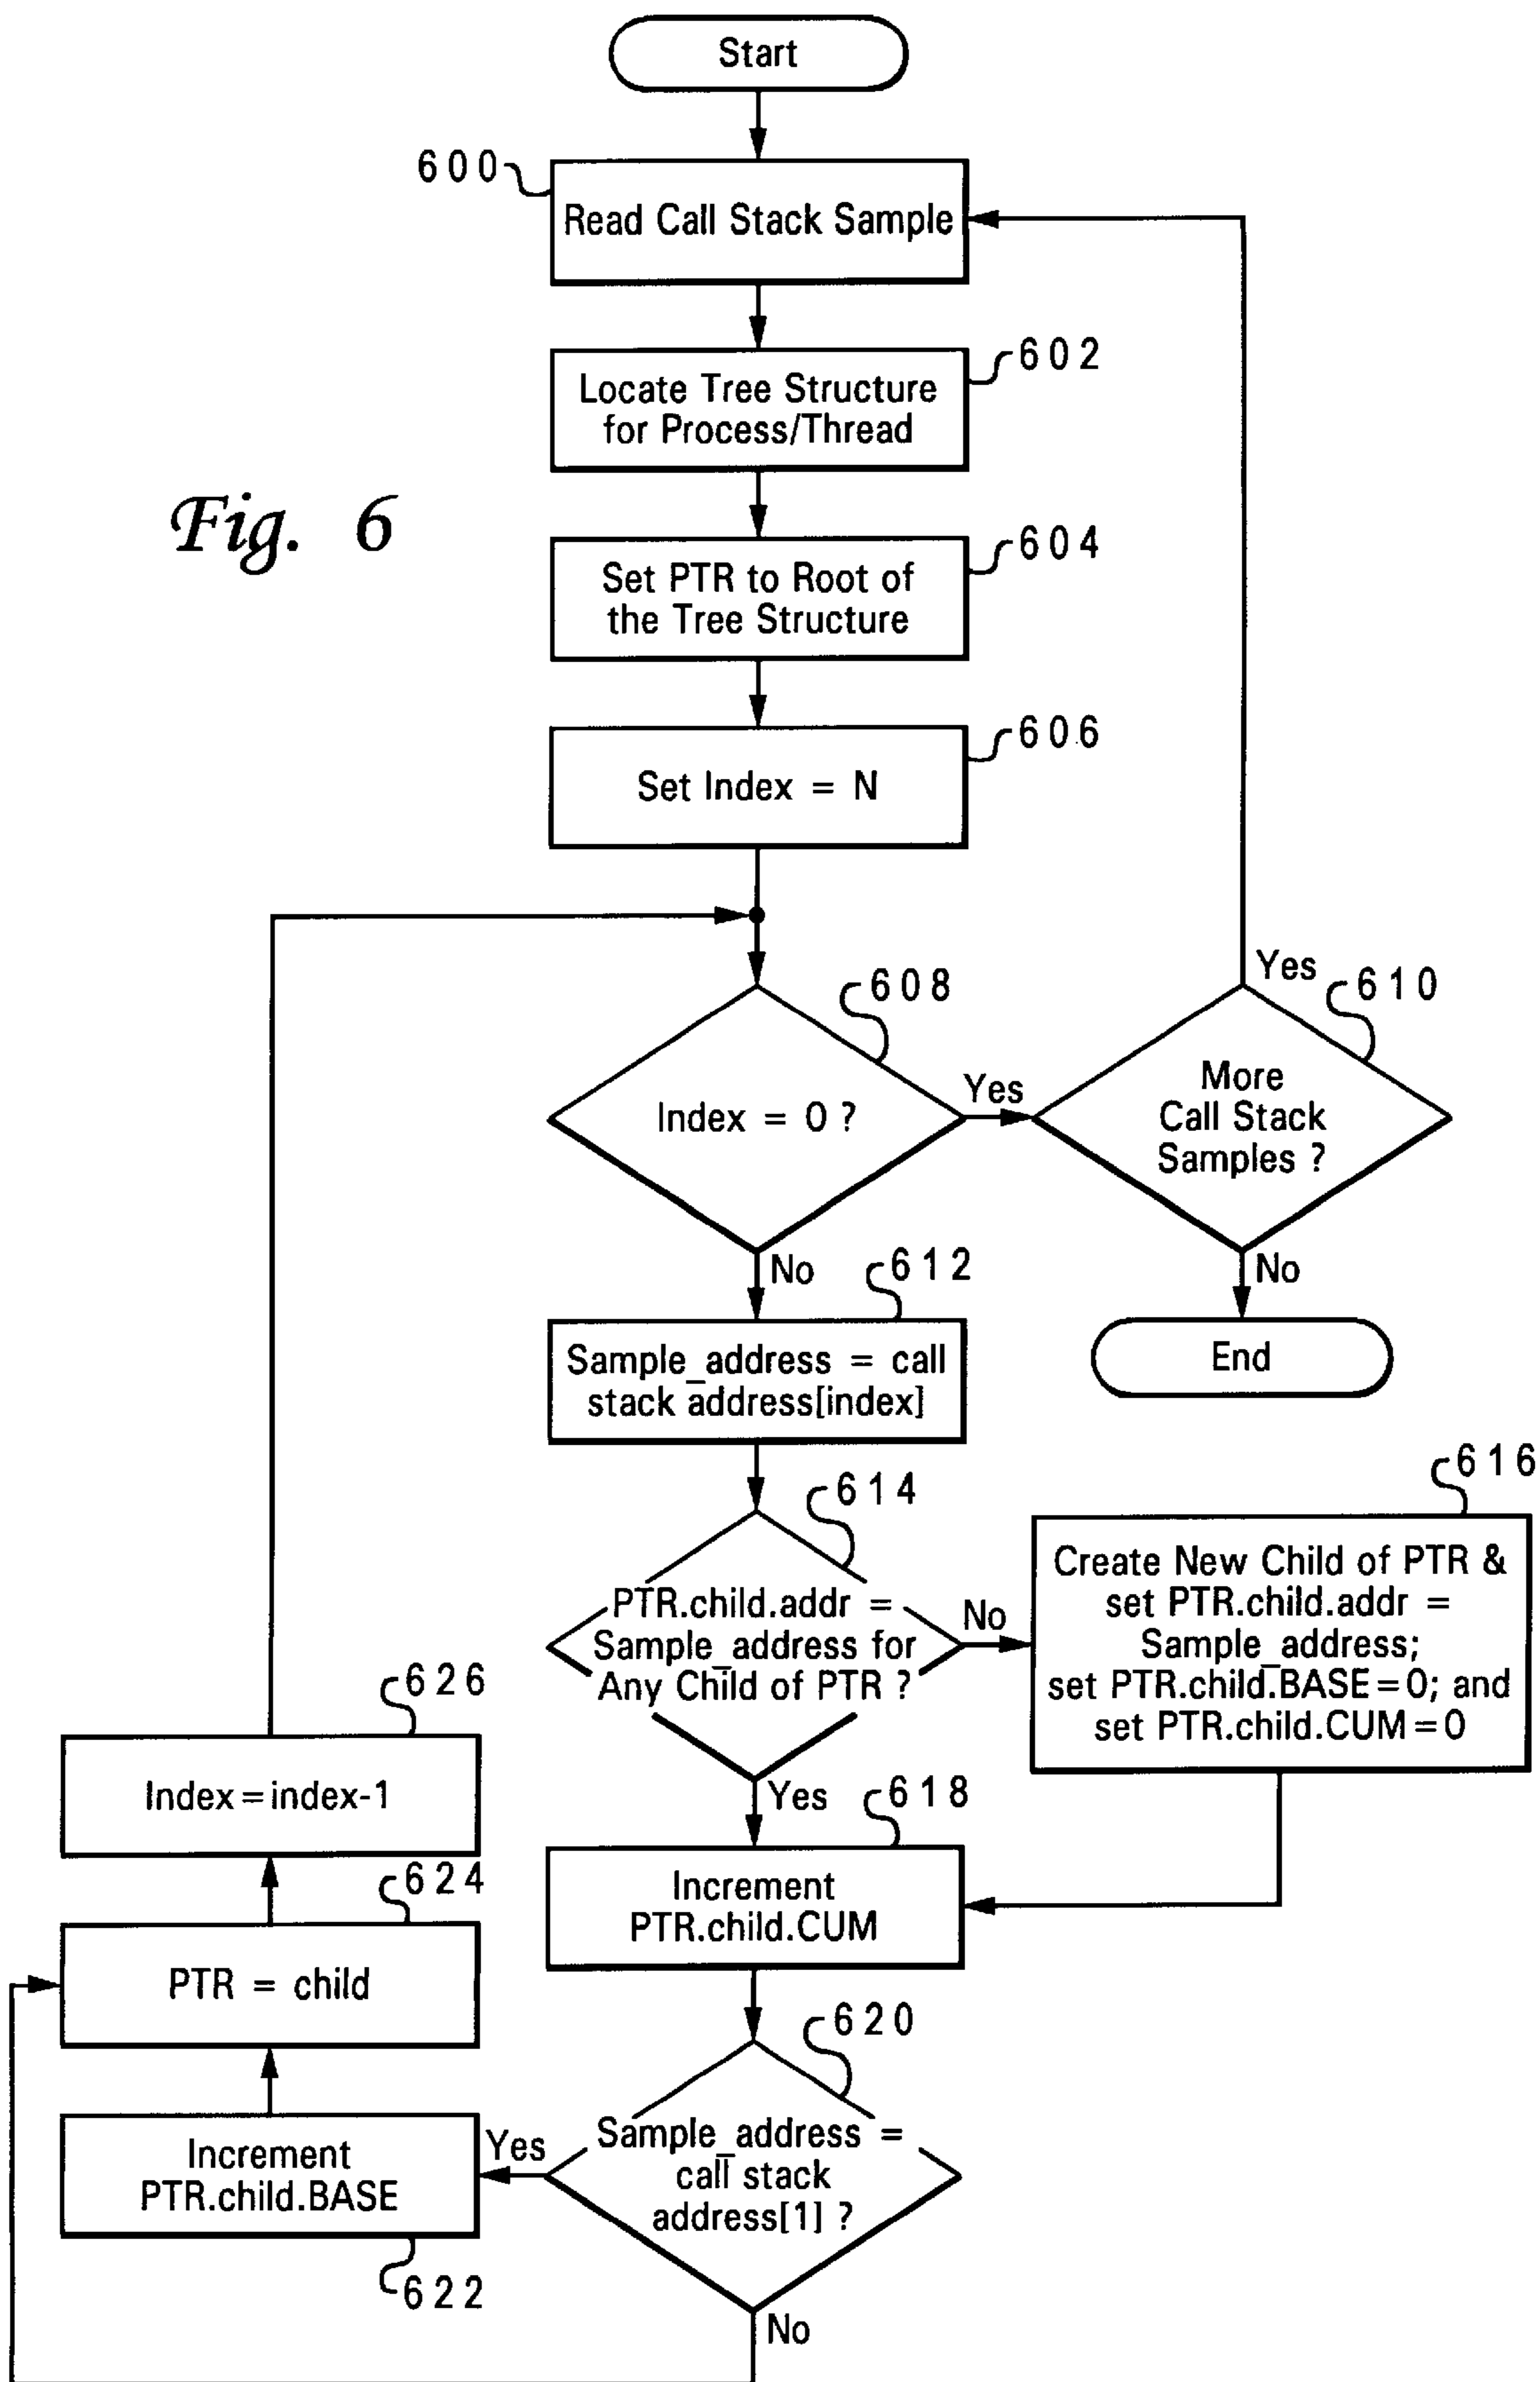 Start
600
Read Call Stack Sample
602
Locate Tree Structure
for Process/Thread
Fig. 6
604
Set PTR to Root of
the Tree Structure
606
Set Index = N
608
Index = 0 ?
Yes
Yes
610
More
Call Stack
Samples ?
No
No
End
612
Sample_address = call
stack address[index]
614
PTR.child.addr =
Sample_address for
Any Child of PTR ?
No
616
Create New Child of PTR &
set PTR.child.addr =
Sample_address;
set PTR.child.BASE=0; and
set PTR.child.CUM=0
Yes
618
Increment
PTR.child.CUM
620
Sample_address =
call stack
address[1] ?
Yes
No
622
Increment
PTR.child.BASE
624
PTR = child
626
Index=index-1